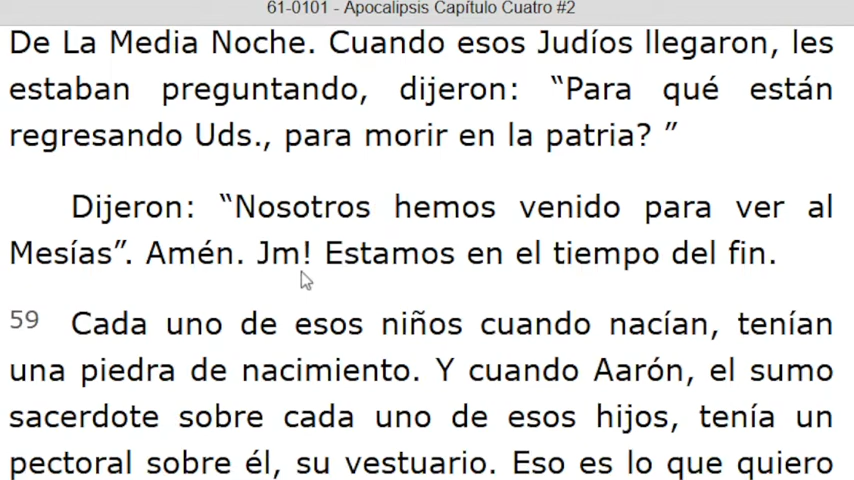 61-0101 - Apocalipsis Capítulo Cuatro #2
De La Media Noche. Cuando esos Judíos llegaron, les
estaban preguntando, dijeron: “Para qué están
regresando Uds., para morir en la patria? ”
Dijeron: “Nosotros hemos venido para ver al
Mesías”. Amén. Jm! Estamos en el tiempo del fin.
59 Cada uno de esos niños cuando nacían, tenían
una piedra de nacimiento. Y cuando Aarón, el sumo
sacerdote sobre cada uno de esos hijos, tenía un
pectoral sobre él, su vestuario. Eso es lo que quiero